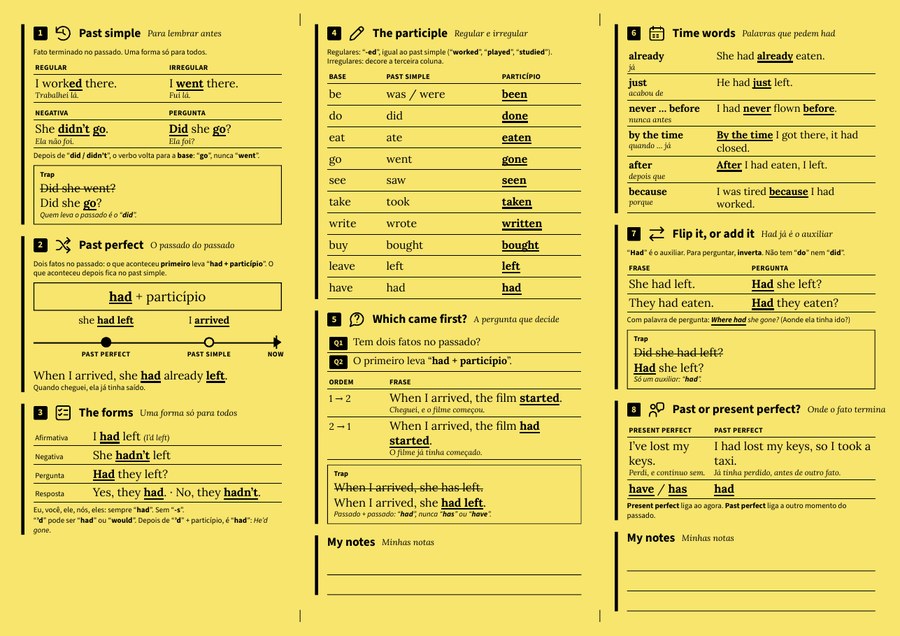 1 Past simple Para lembrar antes
Fato terminado no passado. Uma forma só para todos.
REGULAR IRREGULAR
I worked there. I went there.
Trabalhei lá. Fui lá.
NEGATIVA PERGUNTA
She didn't go. Did she go?
Ela não foi. Ela foi?
Depois de "did / didn't", o verbo volta para a base: "go", nunca "went".
Trap
Did she went?
Did she go?
Quem leva o passado é o "did".
2 Past perfect O passado do passado
Dois fatos no passado: o que aconteceu primeiro leva "had + particípio". O
que aconteceu depois fica no past simple.
had + particípio
she had left I arrived
PAST PERFECT PAST SIMPLE NOW
When I arrived, she had already left.
Quando cheguei, ela já tinha saído.
3 The forms Uma forma só para todos
Afirmativa I had left (I'd left)
Negativa She hadn't left
Pergunta Had they left?
Resposta Yes, they had. · No, they hadn't.
Eu, você, ele, nós, eles: sempre "had". Sem "-s".
"'d" pode ser "had" ou "would". Depois de "'d" + particípio, é "had": He'd
gone.
4 The participle Regular e irregular
Regulares: "-ed", igual ao past simple ("worked", "played", "studied").
Irregulares: decore a terceira coluna.
BASE PAST SIMPLE PARTICÍPIO
be was / were been
do did done
eat ate eaten
go went gone
see saw seen
take took taken
write wrote written
buy bought bought
leave left left
have had had
5 Which came first? A pergunta que decide
Q1 Tem dois fatos no passado?
Q2 O primeiro leva "had + particípio".
ORDEM FRASE
1 → 2 When I arrived, the film started.
Cheguei, e o filme começou.
2 → 1 When I arrived, the film had
started.
O filme já tinha começado.
Trap
When I arrived, she has left.
When I arrived, she had left.
Passado + passado: "had", nunca "has" ou "have".
My notes Minhas notas
6 Time words Palavras que pedem had
already She had already eaten.
já
just He had just left.
acabou de
never ... before I had never flown before.
nunca antes
by the time By the time I got there, it had
quando ... já closed.
after After I had eaten, I left.
depois que
because I was tired because I had
porque worked.
7 Flip it, or add it Had já é o auxiliar
"Had" é o auxiliar. Para perguntar, inverta. Não tem "do" nem "did".
FRASE PERGUNTA
She had left. Had she left?
They had eaten. Had they eaten?
Com palavra de pergunta: Where had she gone? (Aonde ela tinha ido?)
Trap
Did she had left?
Had she left?
Só um auxiliar: "had".
8 Past or present perfect? Onde o fato termina
PRESENT PERFECT PAST PERFECT
I've lost my I had lost my keys, so I took a
keys. taxi.
Perdi, e continuo sem. Já tinha perdido, antes de outro fato.
have / has had
Present perfect liga ao agora. Past perfect liga a outro momento do
passado.
My notes Minhas notas